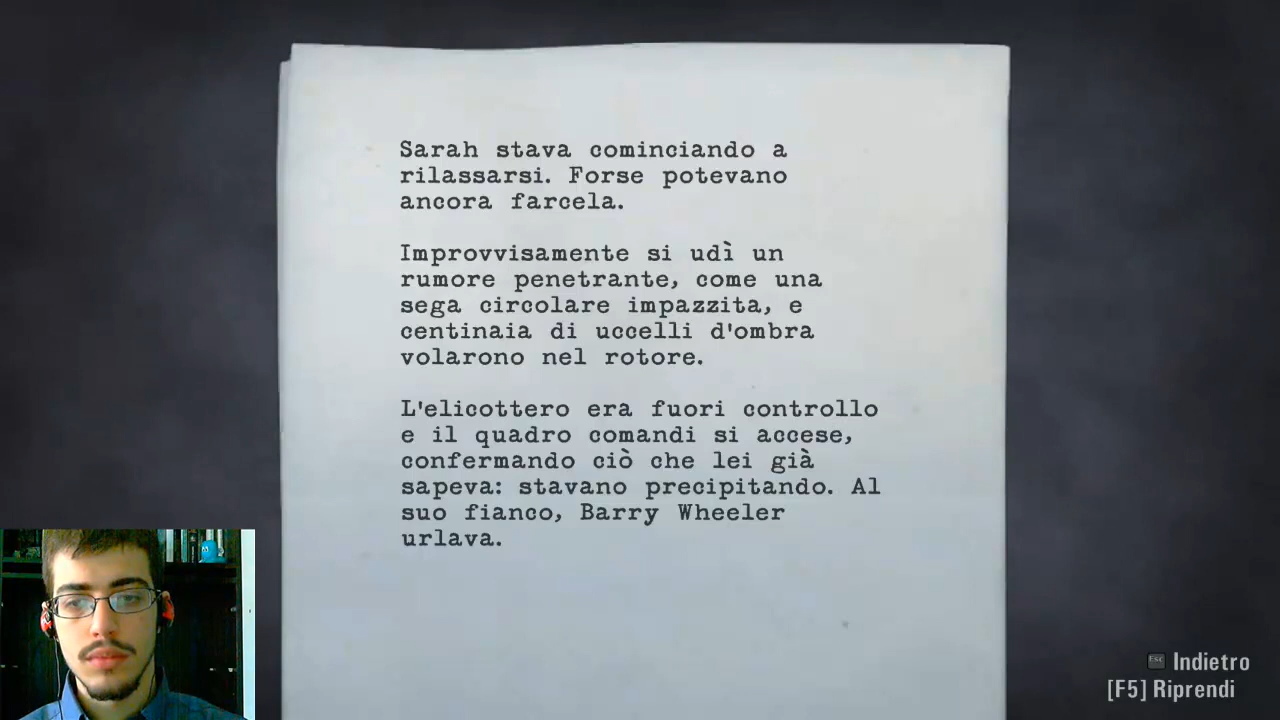 Sarah stava cominciando a
rilassarsi. Forse potevano
ancora farcela.
Improvvisamente si udì un
rumore penetrante, come una
sega circolare impazzita, e
centinaia di uccelli d'ombra
volarono nel rotore.
L'elicottero era fuori controllo
e il quadro comandi si accese,
confermando ciò che lei già
sapeva: stavano precipitando. Al
suo fianco, Barry Wheeler
urlava.
Esc Indietro
[F5] Riprendi